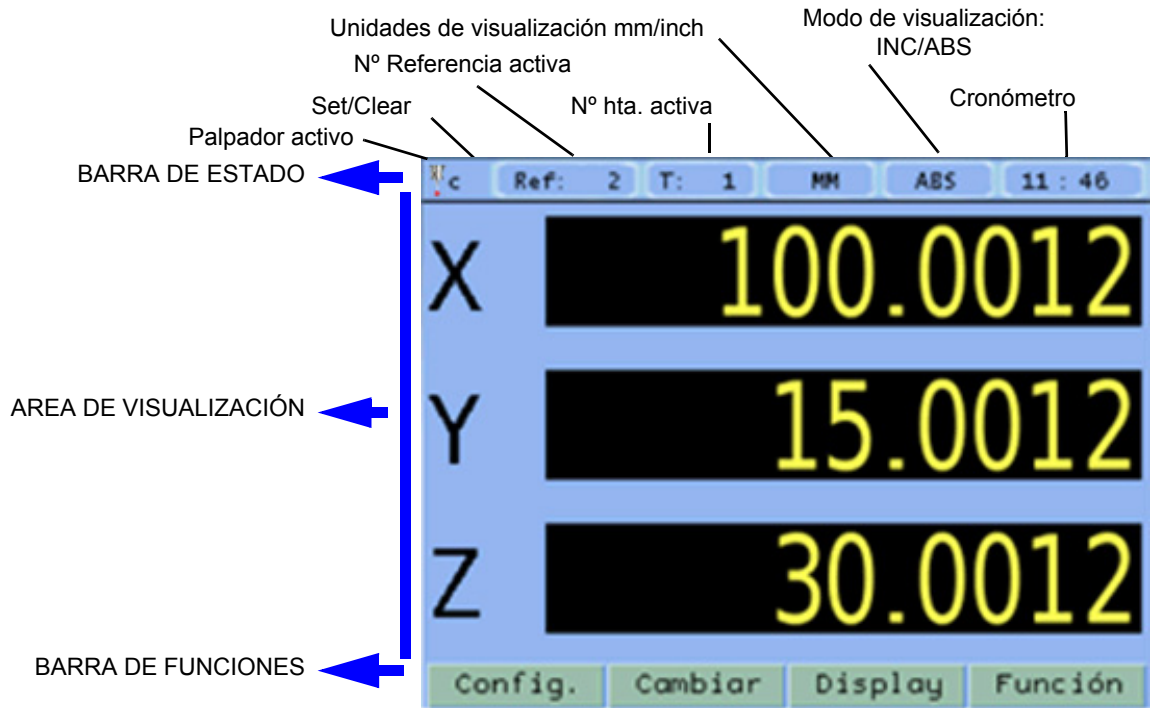 Unidades de visualización mm/inch
Modo de visualización:
INC/ABS
Nº Referencia activa
Set/Clear
Nº hta. activa
Cronómetro
Palpador activo
BARRA DE ESTADO
c Ref: 2 T: 1 MM ABS 11 : 46
X 100.0012
AREA DE VISUALIZACIÓN
Y 15.0012
Z 30.0012
BARRA DE FUNCIONES
Config. Cambiar Display Función